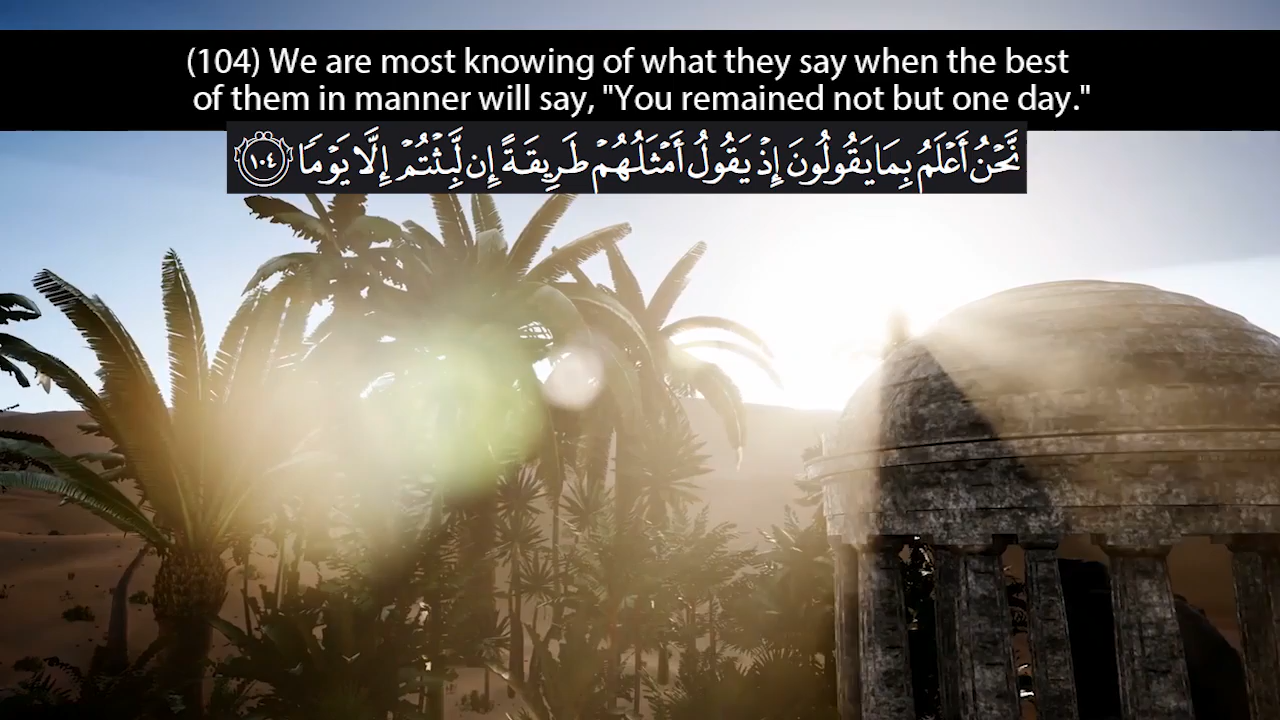 (104) We are most knowing of what they say when the best
of them in manner will say, "You remained not but one day."
نَّحْنُ أَعْلَمُ بِمَا يَقُولُونَ إِذْ يَقُولُ أَمْثَلُهُمْ طَرِيقَةً إِن لَّبِثْتُمْ إِلَّا يَوْمًا ١٠٤